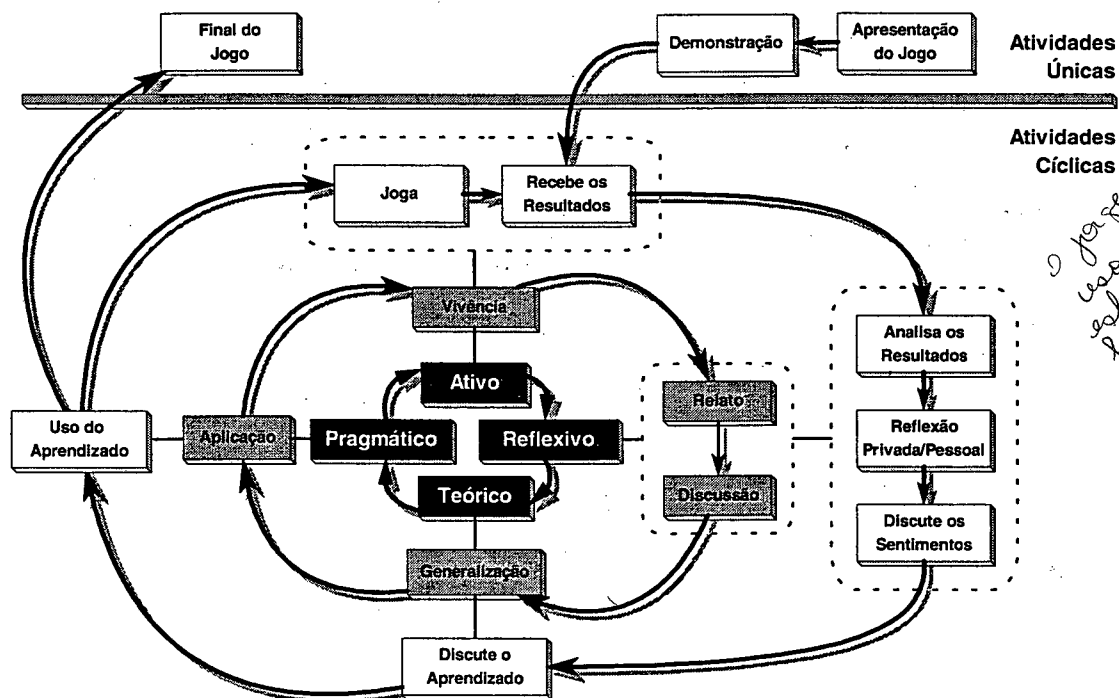 Final do
Jogo
Demonstração
Apresentação
do Jogo
Atividades
Únicas
Atividades
Cíclicas
Joga
Recebe os
Resultados
Vivência
Analisa os
Resultados
Ativo
Relato
Uso do
Aprendizado
Aplicação
Pragmático
Reflexivo
Reflexão
Privada/Pessoal
Teórico
Discussão
Discute os
Sentimentos
Generalização
Discute o
Aprendizado